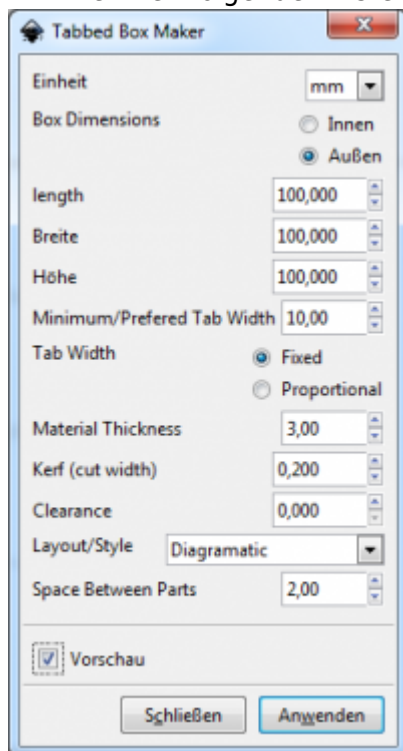 Tabbed Box Maker
Einheit mm
Box Dimensions Innen
Außen
length 100,000
Breite 100,000
Höhe 100,000
Minimum/Prefered Tab Width 10,00
Tab Width Fixed
Proportional
Material Thickness 3,00
Kerf (cut width) 0,200
Clearance 0,000
Layout/Style Diagramatic
Space Between Parts 2,00
Vorschau
Schließen Anwenden